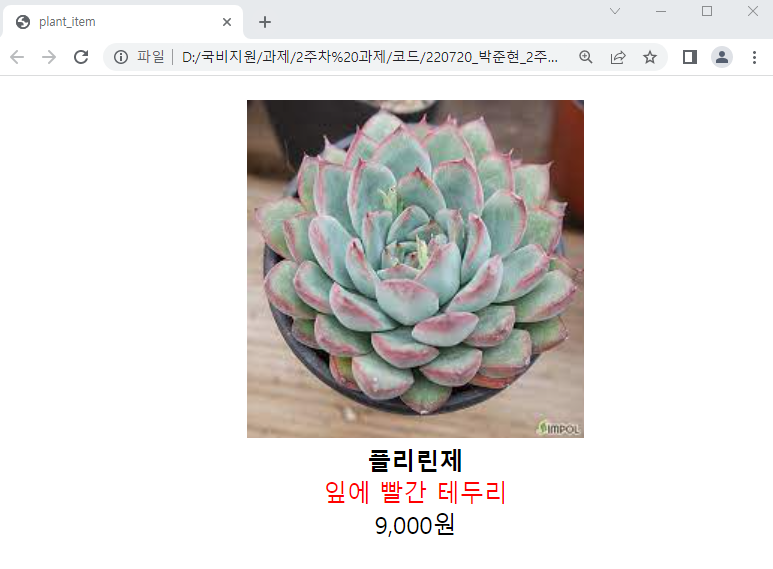 plant_item
파일
D:/국비지원/과제/2주차%20과제/코드/220720_박준현_2주...
SIMPOL
플리린제
잎에 빨간 테두리
9,000원